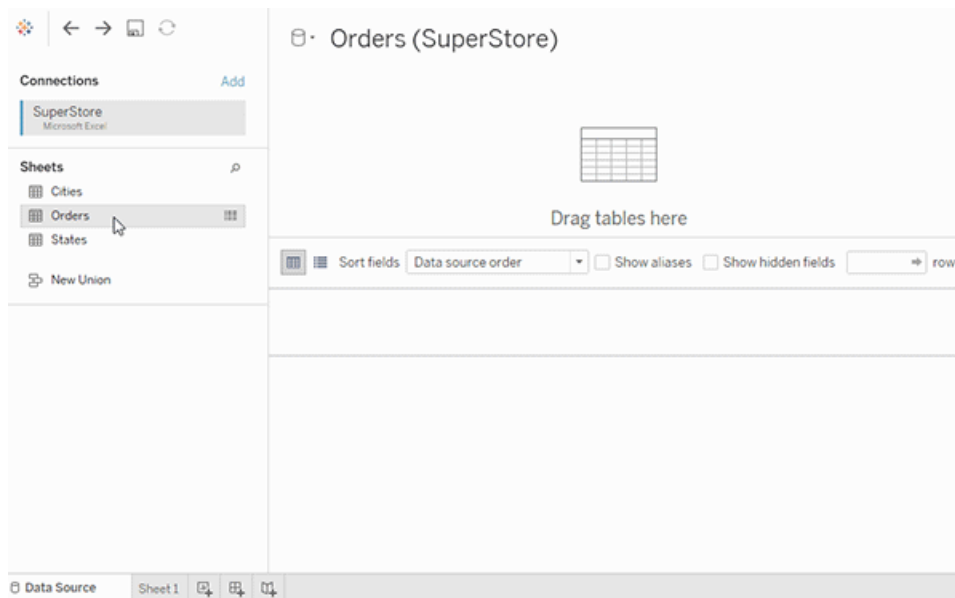 Connections Add
SuperStore
Microsoft Excel
Sheets
Cities
Orders
States
New Union
Orders (SuperStore)
Drag tables here
Sort fields Data source order Show aliases Show hidden fields row
Data Source Sheet 1